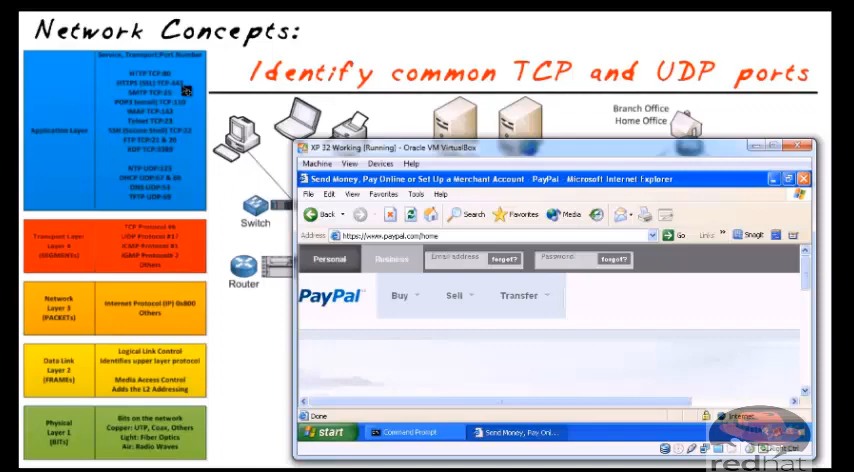 Network Concepts:
Identify common TCP and UDP ports
Service, Transport:Port Number
HTTP TCP:80
HTTPS (SSL) TCP:443
SMTP TCP:25
POP3 (email) TCP:110
IMAP TCP:143
Telnet TCP:23
SSH (Secure Shell) TCP:22
FTP TCP:21 & 20
RDP TCP:3389
NTP UDP:123
DHCP UDP:67 & 68
DNS UDP:53
TFTP UDP:69
Application Layer
Transport Layer
Layer 4
(SEGMENTS)
TCP Protocol #6
UDP Protocol #17
ICMP Protocol #1
IGMP Protocol# 2
Others
Network
Layer 3
(PACKETs)
Internet Protocol (IP) 0x800
Others
Data Link
Layer 2
(FRAMEs)
Logical Link Control
Identifies upper layer protocol
Media Access Control
Adds the L2 Addressing
Physical
Layer 1
(BITs)
Bits on the network
Copper: UTP, Coax, Others
Light: Fiber Optics
Air: Radio Waves
Switch
Router
Branch Office
Home Office
XP 32 Working [Running] - Oracle VM VirtualBox
Machine View Devices Help
Send Money, Pay Online or Set Up a Merchant Account - PayPal - Microsoft Internet Explorer
File Edit View Favorites Tools Help
Back Search Favorites Media
Address https://www.paypal.com/home Go Links » SnagIt
Personal Business Email address forgot? Password forgot?
PayPal™ Buy Sell Transfer
Done Internet
start Command Prompt Send Money, Pay Onl...
Right Ctrl
redhat